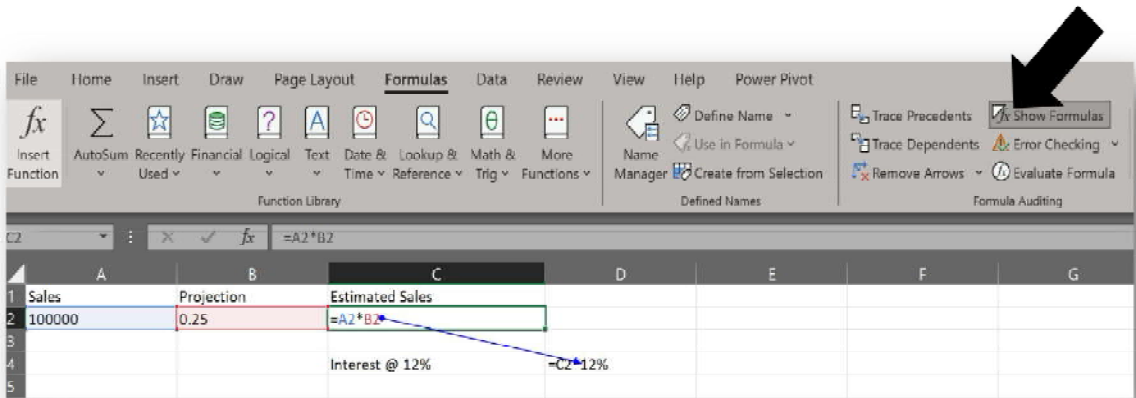 File Home Insert Draw Page Layout Formulas Data Review View Help Power Pivot
fx Σ ? A θ ...
Insert Function
AutoSum
Recently Used
Financial
Logical
Text
Date & Time
Lookup & Reference
Math & Trig
More Functions
Name Manager
Define Name
Use in Formula
Create from Selection
Trace Precedents
Trace Dependents
Remove Arrows
fx Show Formulas
Error Checking
Evaluate Formula
Function Library
Defined Names
Formula Auditing
C2 fx =A2*B2
A B C D E F G
1 Sales Projection Estimated Sales
2 100000 0.25 =A2*B2
3
4 Interest @ 12% =C2*12%
5